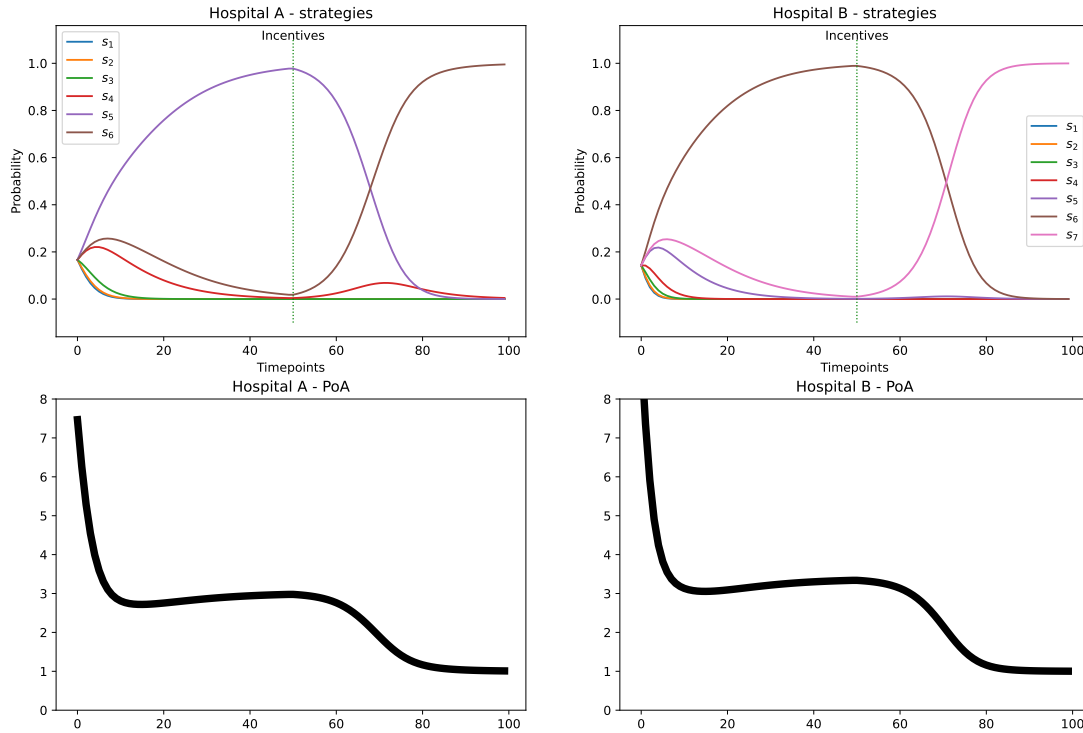 Hospital A - strategies
Incentives
s1
s2
s3
s4
s5
s6
Probability
1.0
0.8
0.6
0.4
0.2
0.0
0 20 40 60 80 100
Timepoints
Hospital B - strategies
Incentives
s1
s2
s3
s4
s5
s6
s7
Probability
1.0
0.8
0.6
0.4
0.2
0.0
0 20 40 60 80 100
Timepoints
Hospital A - PoA
8
7
6
5
4
3
2
1
0
0 20 40 60 80 100
Hospital B - PoA
8
7
6
5
4
3
2
1
0
0 20 40 60 80 100